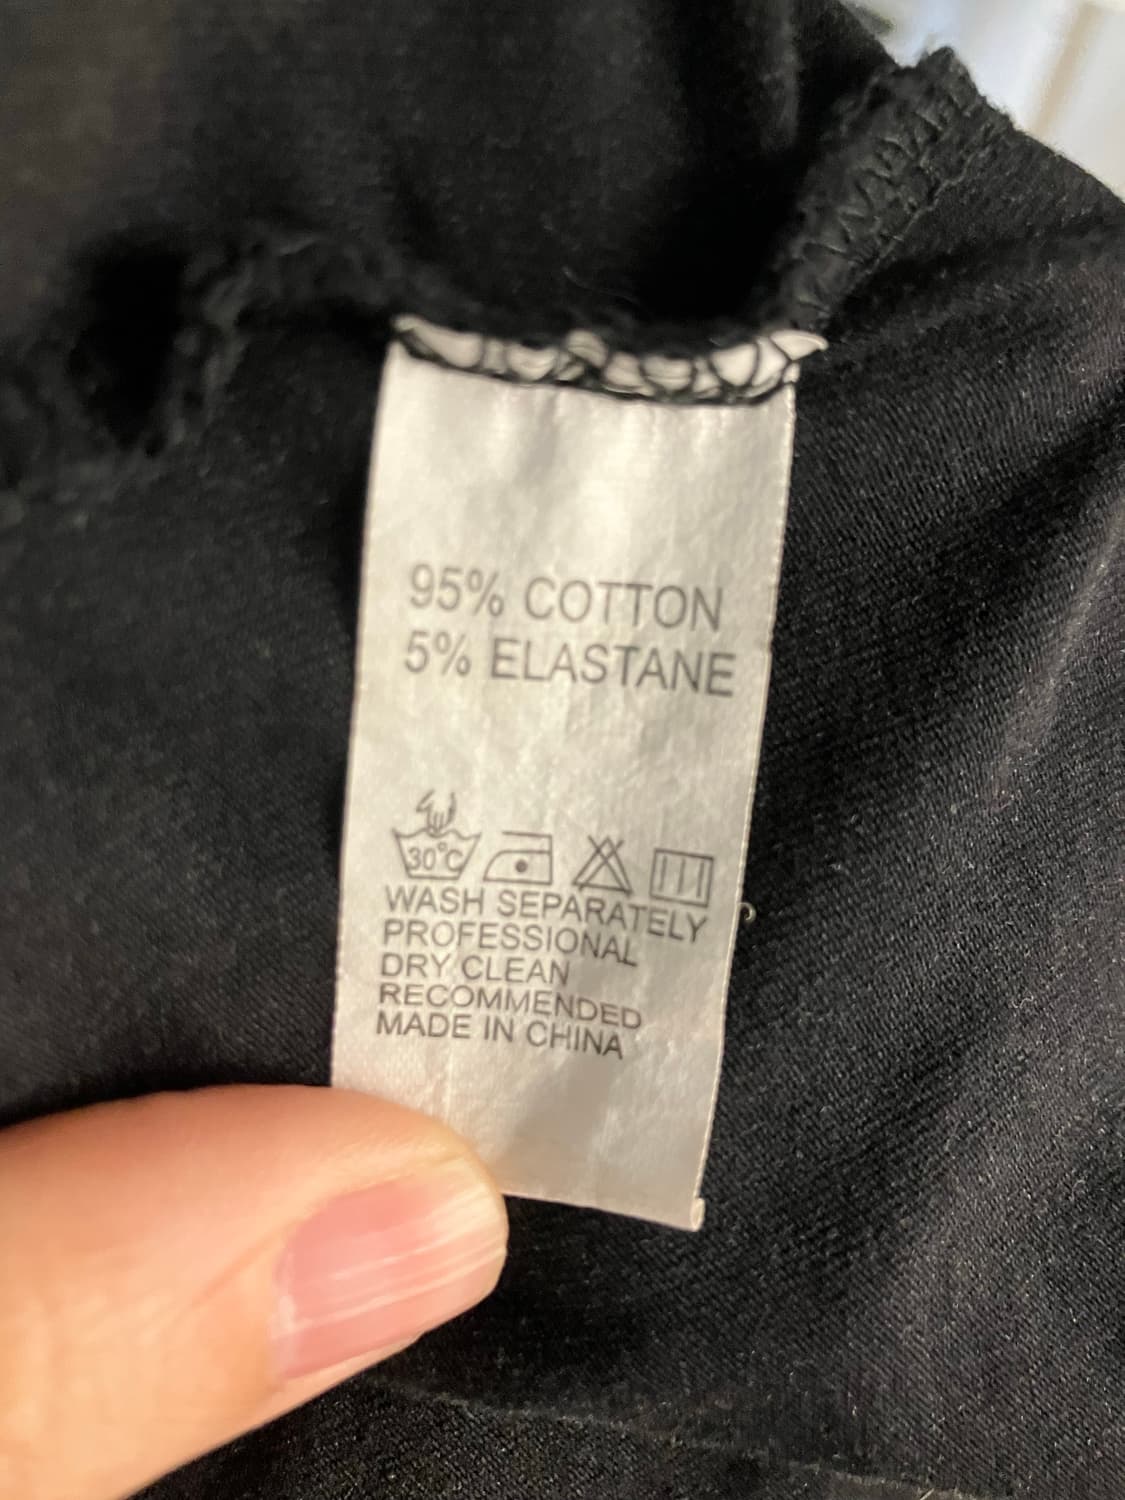 95% COTTON
5% ELASTANE
30°C
WASH SEPARATELY
PROFESSIONAL
DRY CLEAN
RECOMMENDED
MADE IN CHINA